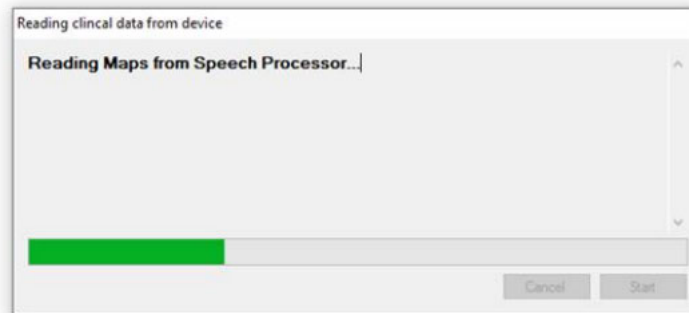 Reading clincal data from device
Reading Maps from Speech Processor...
Cancel
Start